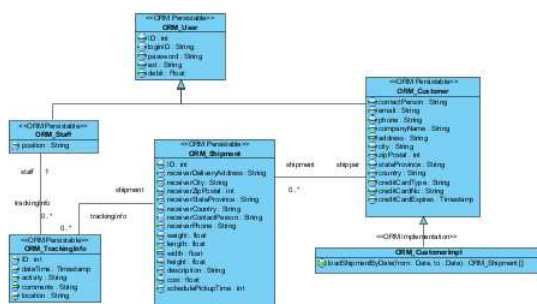 <<ORM Persistable>>
ORM_User
ID : int
loginID : String
password : String
ext : String
debit : Float
<<ORM Persistable>>
ORM_Staff
position : String
<<ORM Persistable>>
ORM_Customer
contactPerson : String
email : String
phone : String
companyName : String
address : String
city : String
zipPostal : int
stateProvince : String
country : String
creditCardType : String
creditCardNo : String
creditCardExpires : Timestamp
<<ORM Persistable>>
ORM_Shipment
ID : int
receiverDeliveryAddress : String
receiverCity : String
receiverZipPostal : int
receiverStateProvince : String
receiverCountry : String
receiverContactPerson : String
receiverPhone : String
weight : float
length : float
width : float
height : float
description : String
cost : float
schedulePickupTime : int
shipment
shipper
0..*
staff
1
trackingInfo
0..*
shipment
trackingInfo
0..*
<<ORM Persistable>>
ORM_TrackingInfo
ID : int
dateTime : Timestamp
activity : String
comments : String
location : String
<<ORM Implementation>>
ORM_CustomerImpl
loadShipmentByDate(from : Date, to : Date) : ORM_Shipment[]